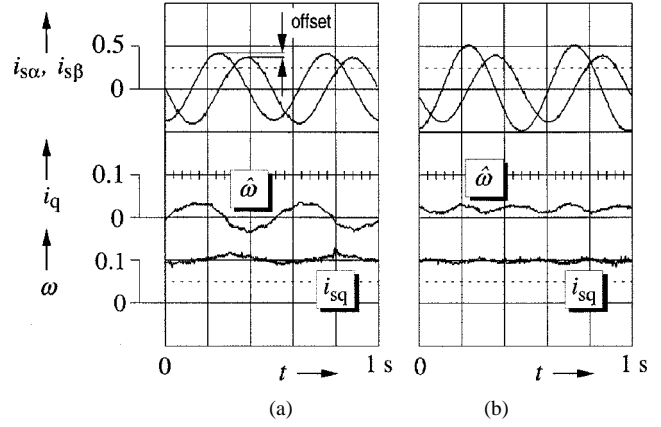 offset
0.5
i_sα, i_sβ
0
0.1
i_q
ω̂
ω̂
0
0.1
ω
i_sq
i_sq
0
0
t
1 s
0
t
1 s
(a)
(b)